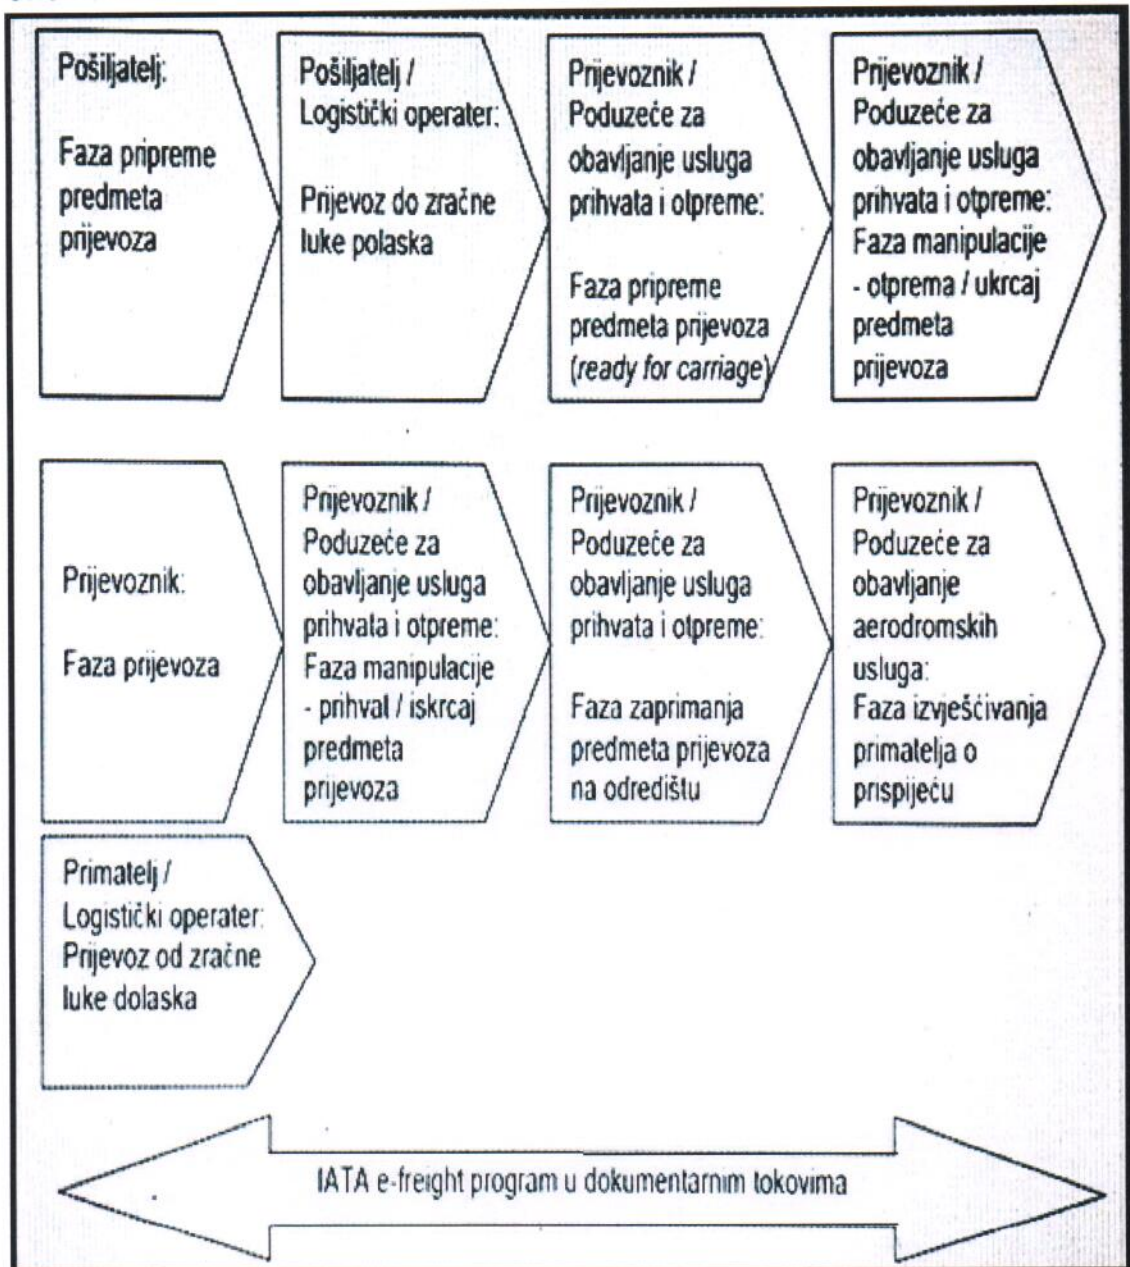 Pošiljatelj:
Faza pripreme
predmeta
prijevoza
Pošiljatelj /
Logistički operater:
Prijevoz do zračne
luke polaska
Prijevoznik /
Poduzeće za
obavljanje usluga
prihvata i otpreme:
Faza pripreme
predmeta prijevoza
(ready for carriage)
Prijevoznik /
Poduzeće za
obavljanje usluga
prihvata i otpreme:
Faza manipulacije
- otprema / ukrcaj
predmeta
prijevoza
Prijevoznik:
Faza prijevoza
Prijevoznik /
Poduzeće za
obavljanje usluga
prihvata i otpreme:
Faza manipulacije
- prihvat / iskrcaj
predmeta
prijevoza
Prijevoznik /
Poduzeće za
obavljanje usluga
prihvata i otpreme:
Faza zaprimanja
predmeta prijevoza
na odredištu
Prijevoznik /
Poduzeće za
obavljanje
aerodromskih
usluga:
Faza izvješćivanja
primatelja o
prispijeću
Primatelj /
Logistički operater:
Prijevoz od zračne
luke dolaska
IATA e-freight program u dokumentarnim tokovima